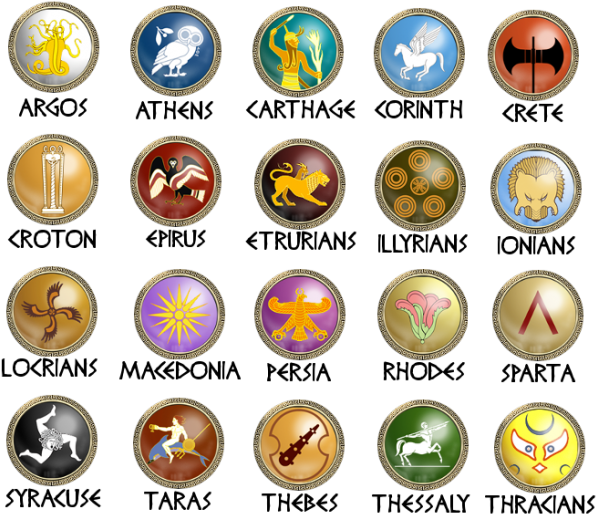 ARGOS ATHENS CARTHAGE CORINTH CRETE
CROTON EPIRUS ETRURIANS ILLYRIANS IONIANS
LOCRIANS MACEDONIA PERSIA RHODES SPARTA
SYRACUSE TARAS THEBES THESSALY THRACIANS